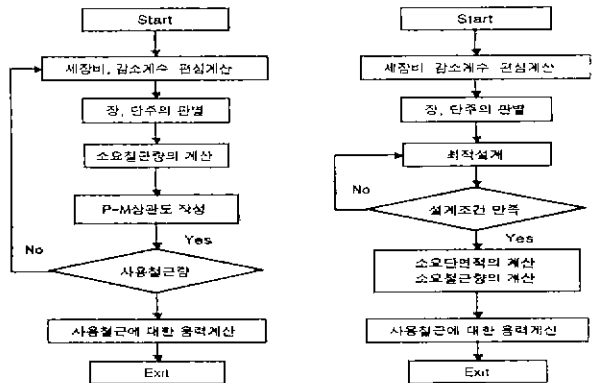 Start
세장비, 감소계수 편심계산
장, 단주의 판별
소요철근량의 계산
P-M상관도 작성
Yes
No
사용철근량
사용철근에 대한 응력계산
Exit
Start
세장비 감소계수 편심계산
장, 단주의 판별
최적설계
No
설계조건 만족
Yes
소요단면적의 계산
소요철근량의 계산
사용철근에 대한 응력계산
Exit